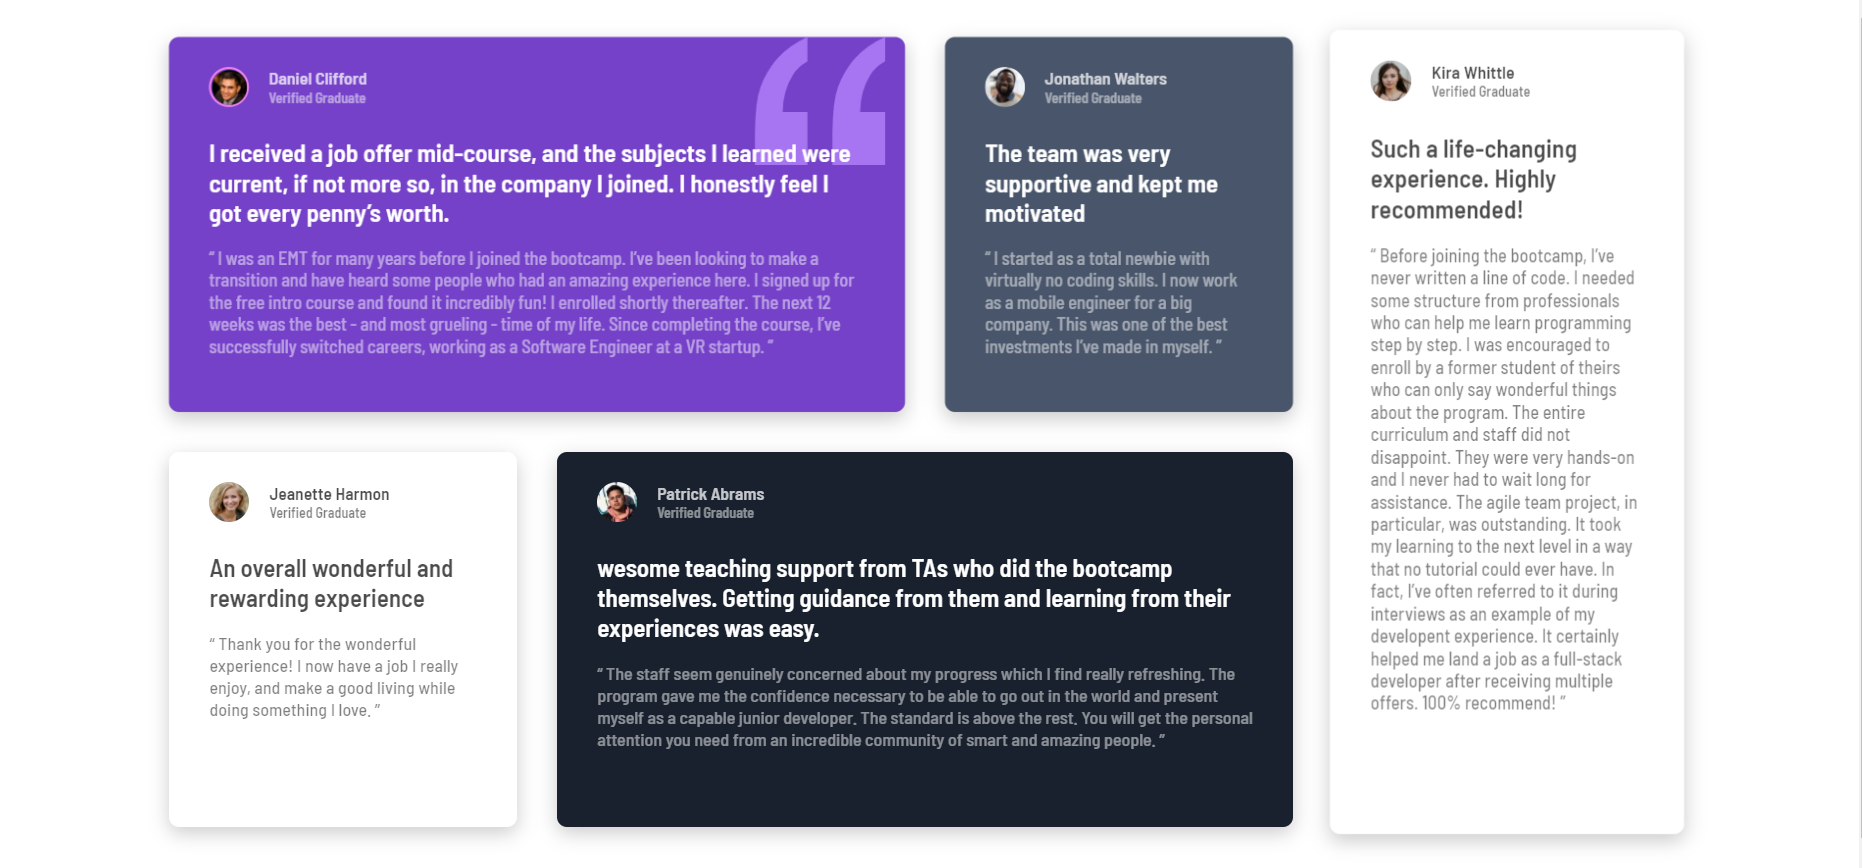 Daniel Clifford
Verified Graduate
I received a job offer mid-course, and the subjects I learned were
current, if not more so, in the company I joined. I honestly feel I
got every penny’s worth.
“ I was an EMT for many years before I joined the bootcamp. I’ve been looking to make a
transition and have heard some people who had an amazing experience here. I signed up for
the free intro course and found it incredibly fun! I enrolled shortly thereafter. The next 12
weeks was the best - and most grueling - time of my life. Since completing the course, I’ve
successfully switched careers, working as a Software Engineer at a VR startup. ”
Jonathan Walters
Verified Graduate
The team was very
supportive and kept me
motivated
“ I started as a total newbie with
virtually no coding skills. I now work
as a mobile engineer for a big
company. This was one of the best
investments I’ve made in myself. ”
Kira Whittle
Verified Graduate
Such a life-changing
experience. Highly
recommended!
“ Before joining the bootcamp, I’ve
never written a line of code. I needed
some structure from professionals
who can help me learn programming
step by step. I was encouraged to
enroll by a former student of theirs
who can only say wonderful things
about the program. The entire
curriculum and staff did not
disappoint. They were very hands-on
and I never had to wait long for
assistance. The agile team project, in
particular, was outstanding. It took
my learning to the next level in a way
that no tutorial could ever have. In
fact, I’ve often referred to it during
interviews as an example of my
developent experience. It certainly
helped me land a job as a full-stack
developer after receiving multiple
offers. 100% recommend! ”
Jeanette Harmon
Verified Graduate
An overall wonderful and
rewarding experience
“ Thank you for the wonderful
experience! I now have a job I really
enjoy, and make a good living while
doing something I love. ”
Patrick Abrams
Verified Graduate
wesome teaching support from TAs who did the bootcamp
themselves. Getting guidance from them and learning from their
experiences was easy.
“ The staff seem genuinely concerned about my progress which I find really refreshing. The
program gave me the confidence necessary to be able to go out in the world and present
myself as a capable junior developer. The standard is above the rest. You will get the personal
attention you need from an incredible community of smart and amazing people. ”